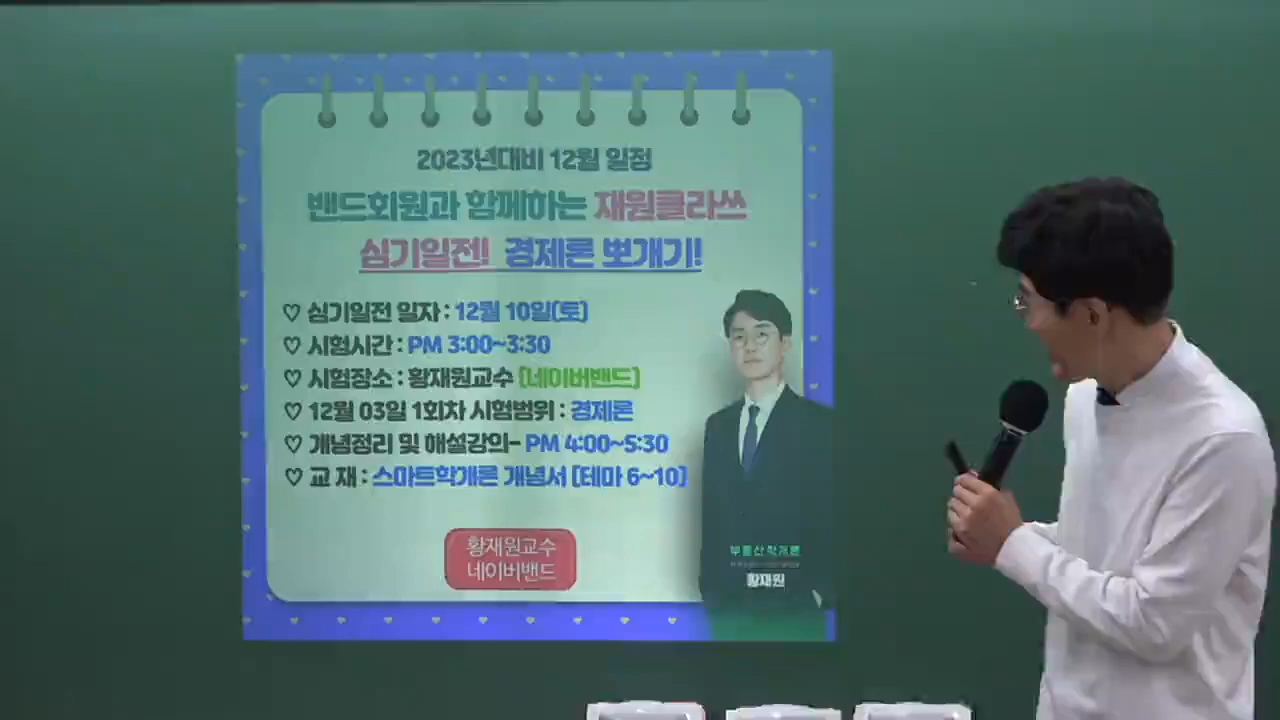 2023년대비 12월 일정
밴드회원과 함께하는 재원클라쓰
심기일전! 경제론 뽀개기!
♡ 심기일전 일자 : 12월 10일(토)
♡ 시험시간 : PM 3:00~3:30
♡ 시험장소 : 황재원교수 (네이버밴드)
♡ 12월 03일 1회차 시험범위 : 경제론
♡ 개념정리 및 해설강의- PM 4:00~5:30
♡ 교 재 : 스마트학개론 개념서 (테마 6~10)
황재원교수
네이버밴드
부동산학개론
황재원